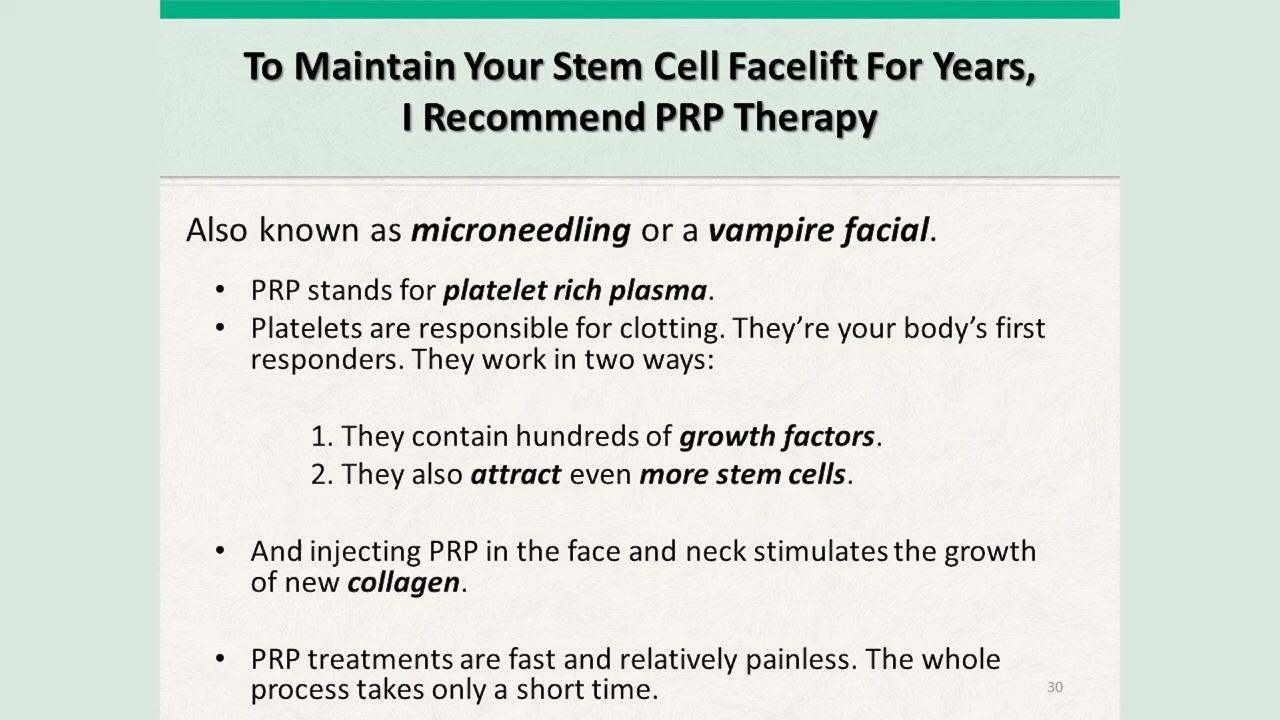 To Maintain Your Stem Cell Facelift For Years,
I Recommend PRP Therapy
Also known as microneedling or a vampire facial.
• PRP stands for platelet rich plasma.
• Platelets are responsible for clotting. They’re your body’s first
responders. They work in two ways:
1. They contain hundreds of growth factors.
2. They also attract even more stem cells.
• And injecting PRP in the face and neck stimulates the growth
of new collagen.
• PRP treatments are fast and relatively painless. The whole
process takes only a short time.
30